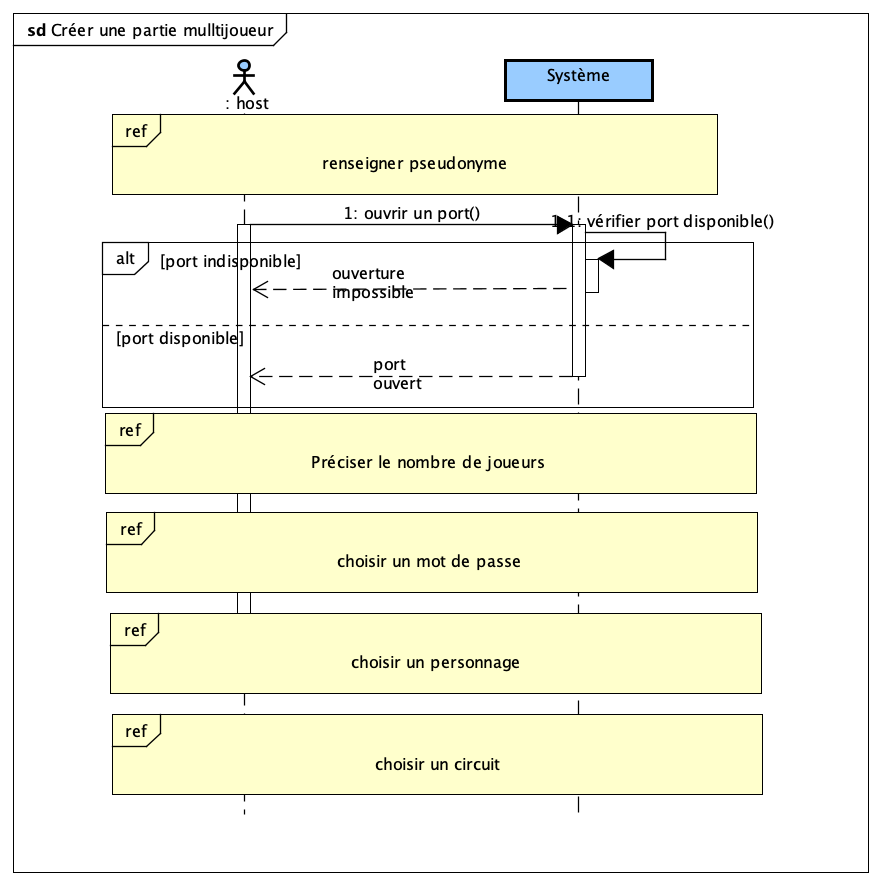 sd Créer une partie mulltijoueur
: host
Système
ref
renseigner pseudonyme
1: ouvrir un port()
1.1: vérifier port disponible()
alt
[port indisponible]
ouverture
impossible
[port disponible]
port
ouvert
ref
Préciser le nombre de joueurs
ref
choisir un mot de passe
ref
choisir un personnage
ref
choisir un circuit